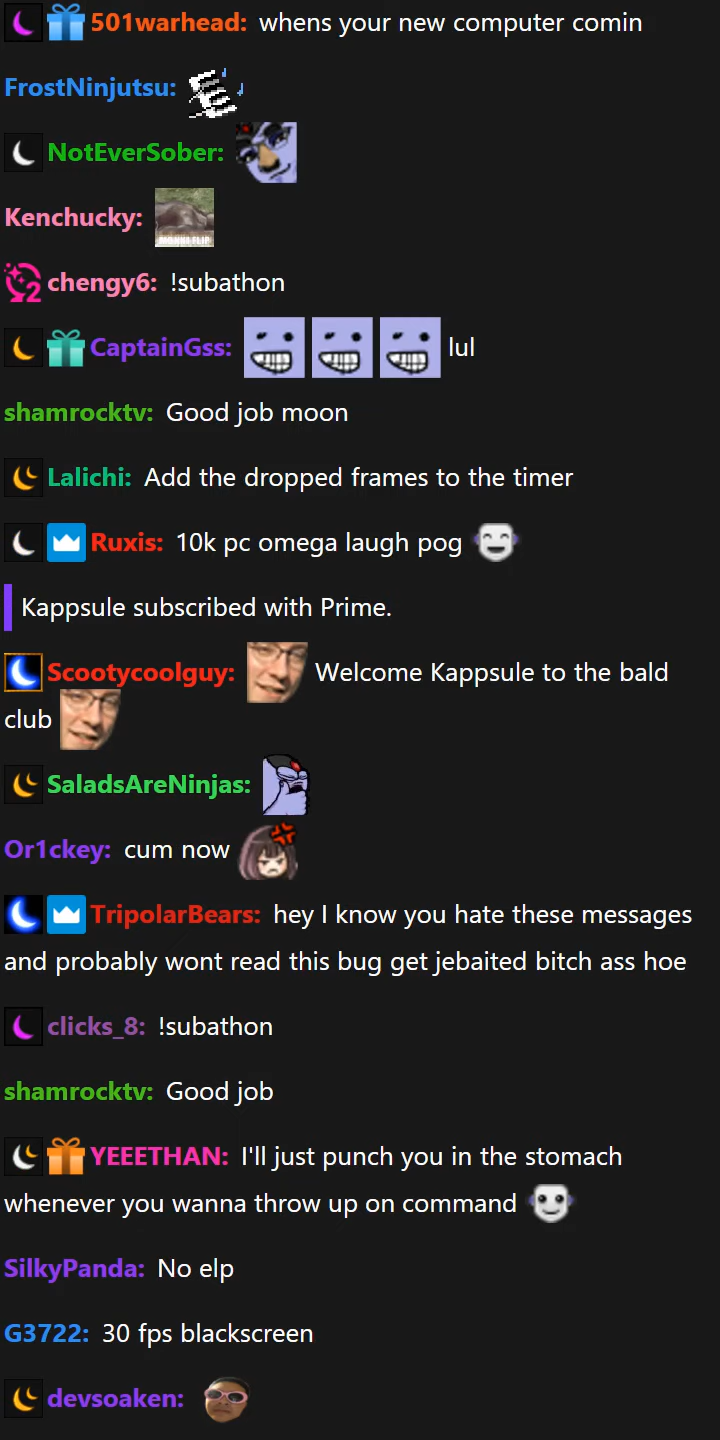 501warhead: whens your new computer comin
FrostNinjutsu:
NotEverSober:
Kenchucky: MONKI FLIP
2 chengy6: !subathon
CaptainGss: lul
shamrocktv: Good job moon
Lalichi: Add the dropped frames to the timer
Ruxis: 10k pc omega laugh pog
Kappsule subscribed with Prime.
Scootycoolguy: Welcome Kappsule to the bald
club
SaladsAreNinjas:
Or1ckey: cum now
TripolarBears: hey I know you hate these messages
and probably wont read this bug get jebaited bitch ass hoe
clicks_8: !subathon
shamrocktv: Good job
YEEETHAN: I'll just punch you in the stomach
whenever you wanna throw up on command
SilkyPanda: No elp
G3722: 30 fps blackscreen
devsoaken: